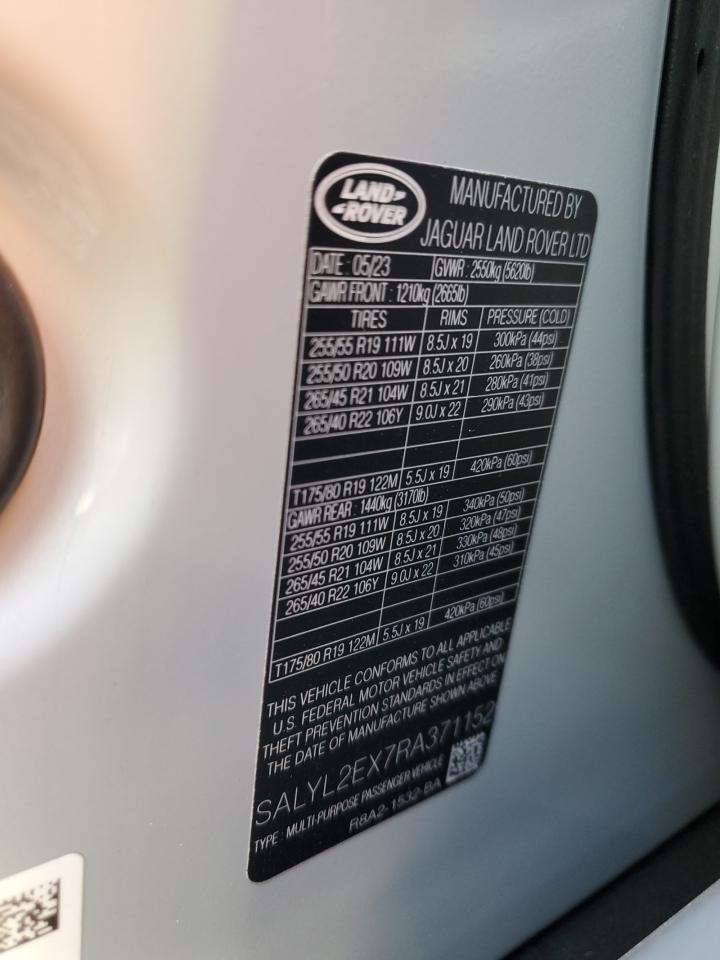 LAND ROVER
MANUFACTURED BY
JAGUAR LAND ROVER LTD
DATE : 05/23 GVWR : 2550kg (5620lb)
GAWR FRONT : 1210kg (2665lb)
TIRES RIMS PRESSURE (COLD)
255/55 R19 111W 8.5J x 19 300kPa (44psi)
255/50 R20 109W 8.5J x 20 260kPa (38psi)
265/45 R21 104W 8.5J x 21 280kPa (41psi)
265/40 R22 106Y 9.0J x 22 290kPa (43psi)
T175/80 R19 122M 5.5J x 19 420kPa (60psi)
GAWR REAR : 1440kg (3170lb)
255/55 R19 111W 8.5J x 19 340kPa (50psi)
255/50 R20 109W 8.5J x 20 320kPa (47psi)
265/45 R21 104W 8.5J x 21 330kPa (48psi)
265/40 R22 106Y 9.0J x 22 310kPa (45psi)
T175/80 R19 122M 5.5J x 19 420kPa (60psi)
THIS VEHICLE CONFORMS TO ALL APPLICABLE
U.S. FEDERAL MOTOR VEHICLE SAFETY AND
THEFT PREVENTION STANDARDS IN EFFECT ON
THE DATE OF MANUFACTURE SHOWN ABOVE
SALYL2EX7RA371152
TYPE : MULTI-PURPOSE PASSENGER VEHICLE
R8A2-1532-BA